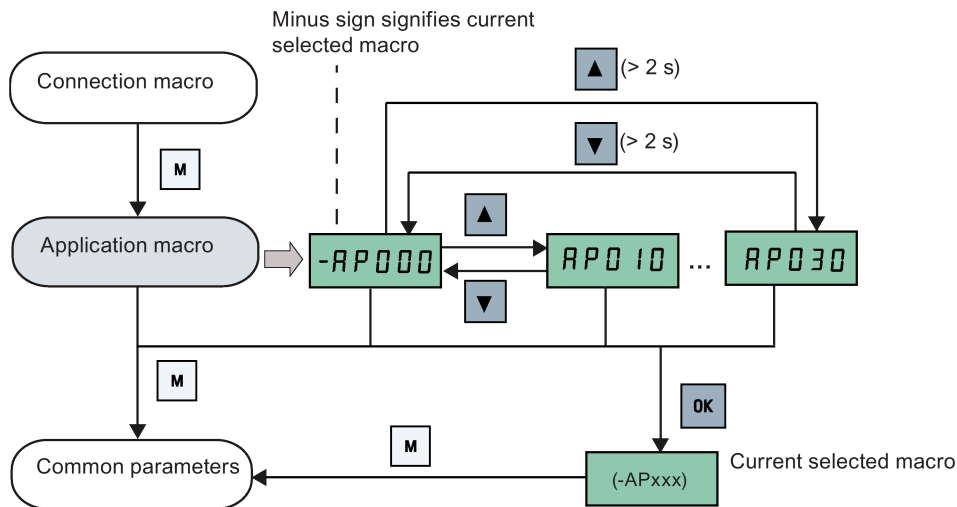 Minus sign signifies current
selected macro
Connection macro
▲ (> 2 s)
▼ (> 2 s)
M
▲
Application macro
-AP000
AP010
...
AP030
▼
M
OK
M
Common parameters
(-APxxx)
Current selected macro